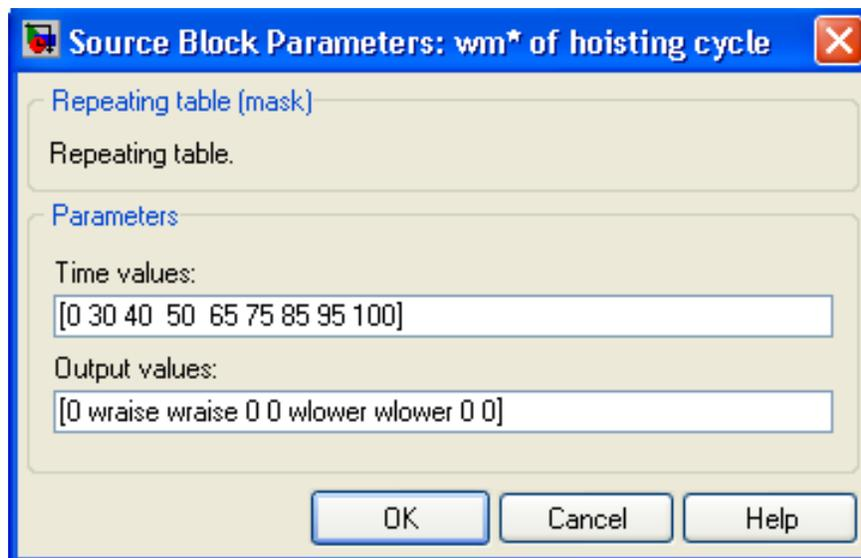 Source Block Parameters: wm* of hoisting cycle
Repeating table (mask)
Repeating table.
Parameters
Time values:
[0 30 40  50  65 75 85 95 100]
Output values:
[0 wraise wraise 0 0 wlower wlower 0 0]
OK Cancel Help